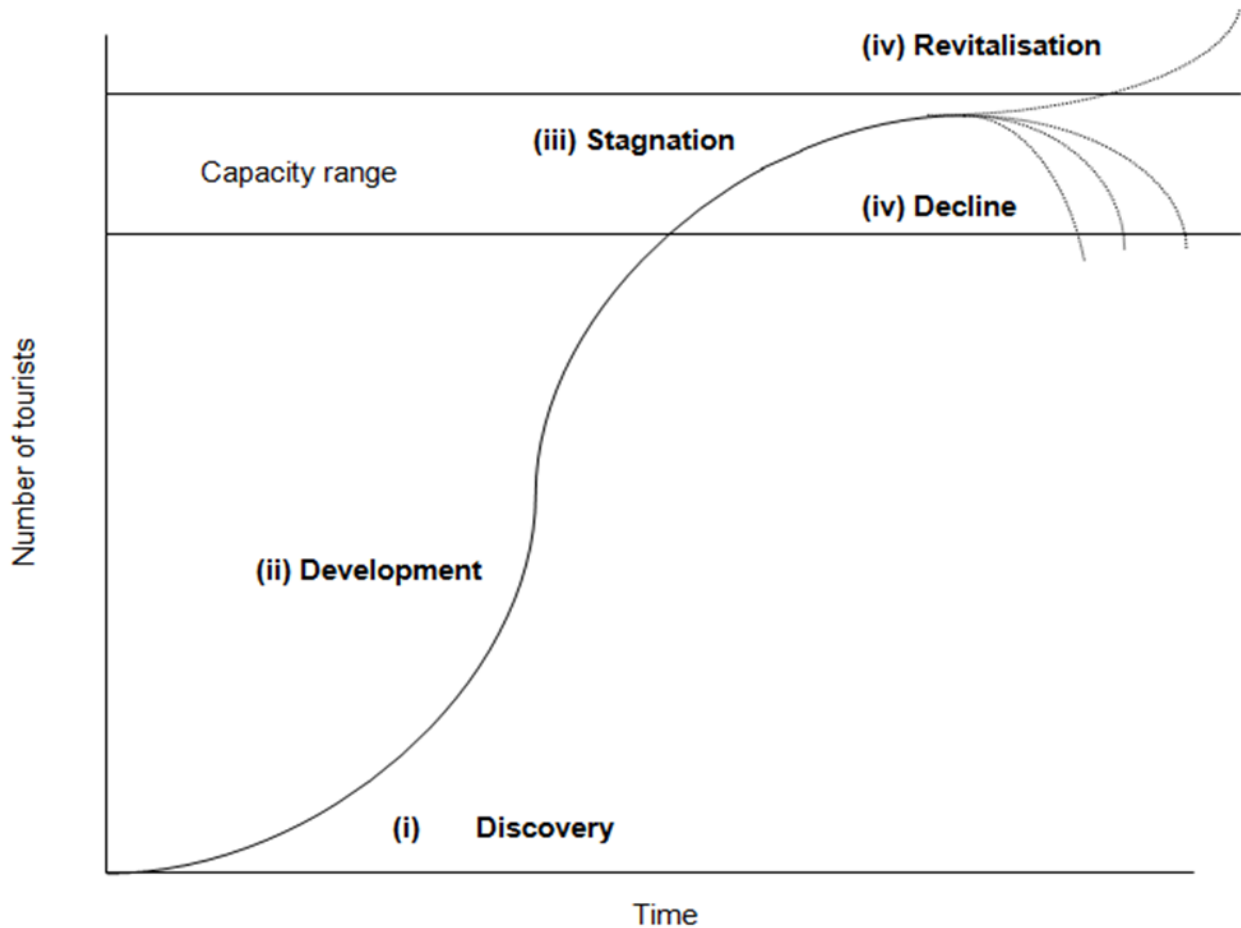 (iv) Revitalisation
(iii) Stagnation
Capacity range
(iv) Decline
Number of tourists
(ii) Development
(i) Discovery
Time